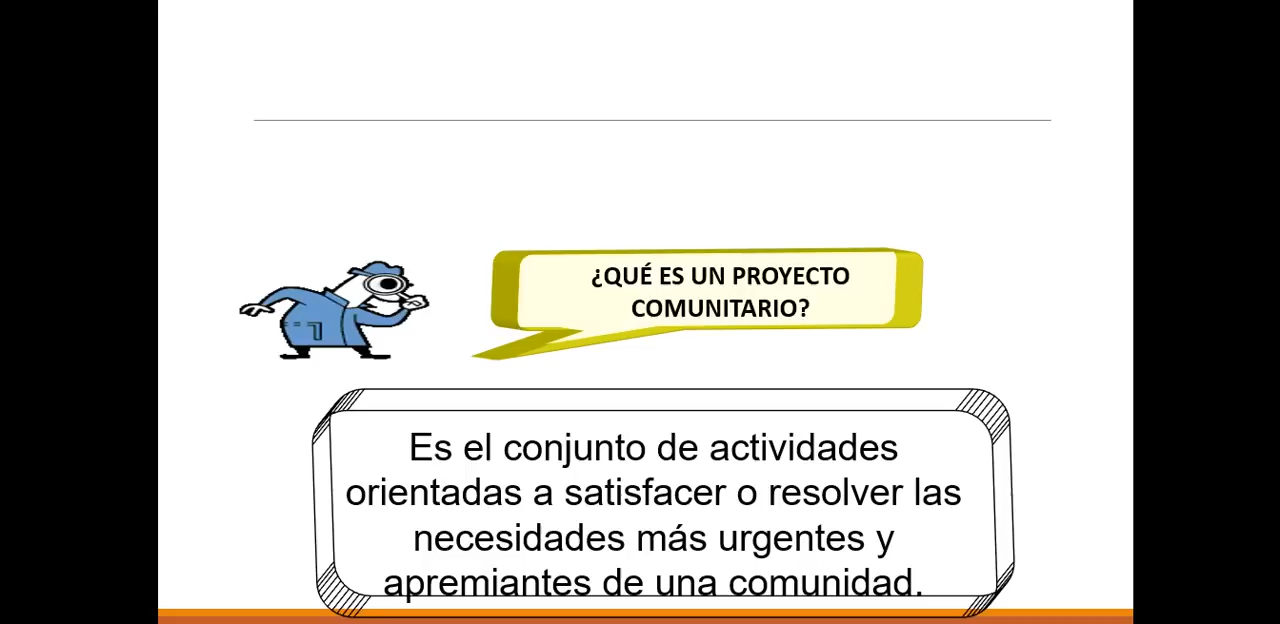 ¿QUÉ ES UN PROYECTO
COMUNITARIO?
Es el conjunto de actividades
orientadas a satisfacer o resolver las
necesidades más urgentes y
apremiantes de una comunidad.